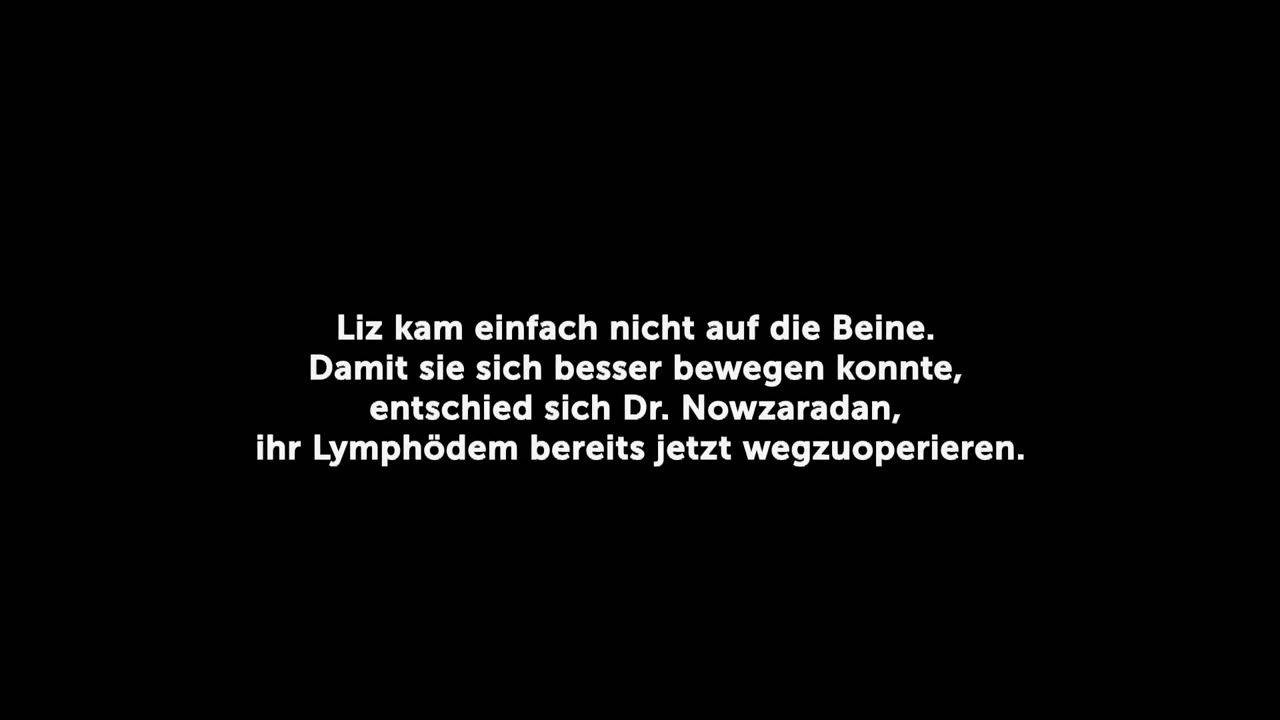 Liz kam einfach nicht auf die Beine.
Damit sie sich besser bewegen konnte,
entschied sich Dr. Nowzaradan,
ihr Lymphödem bereits jetzt wegzuoperieren.